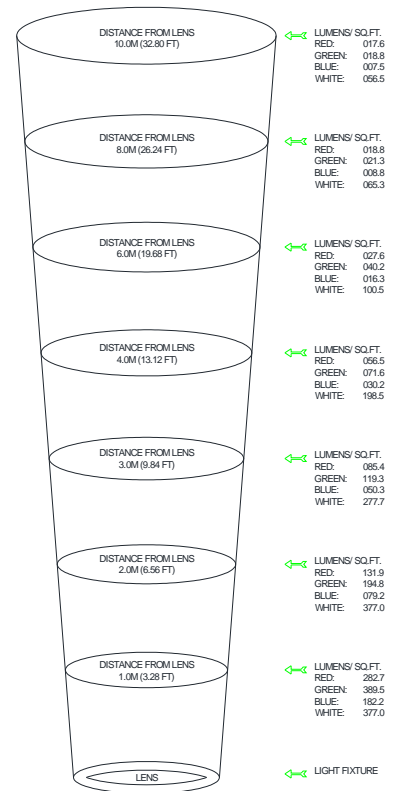 DISTANCE FROM LENS
10.0M (32.80 FT)
LUMENS/ SQ.FT.
RED: 017.6
GREEN: 018.8
BLUE: 007.5
WHITE: 056.5
DISTANCE FROM LENS
8.0M (26.24 FT)
LUMENS/ SQ.FT.
RED: 018.8
GREEN: 021.3
BLUE: 008.8
WHITE: 065.3
DISTANCE FROM LENS
6.0M (19.68 FT)
LUMENS/ SQ.FT.
RED: 027.6
GREEN: 040.2
BLUE: 016.3
WHITE: 100.5
DISTANCE FROM LENS
4.0M (13.12 FT)
LUMENS/ SQ.FT.
RED: 056.5
GREEN: 071.6
BLUE: 030.2
WHITE: 198.5
DISTANCE FROM LENS
3.0M (9.84 FT)
LUMENS/ SQ.FT.
RED: 085.4
GREEN: 119.3
BLUE: 050.3
WHITE: 277.7
DISTANCE FROM LENS
2.0M (6.56 FT)
LUMENS/ SQ.FT.
RED: 131.9
GREEN: 194.8
BLUE: 079.2
WHITE: 377.0
DISTANCE FROM LENS
1.0M (3.28 FT)
LUMENS/ SQ.FT.
RED: 282.7
GREEN: 389.5
BLUE: 182.2
WHITE: 377.0
LENS
LIGHT FIXTURE